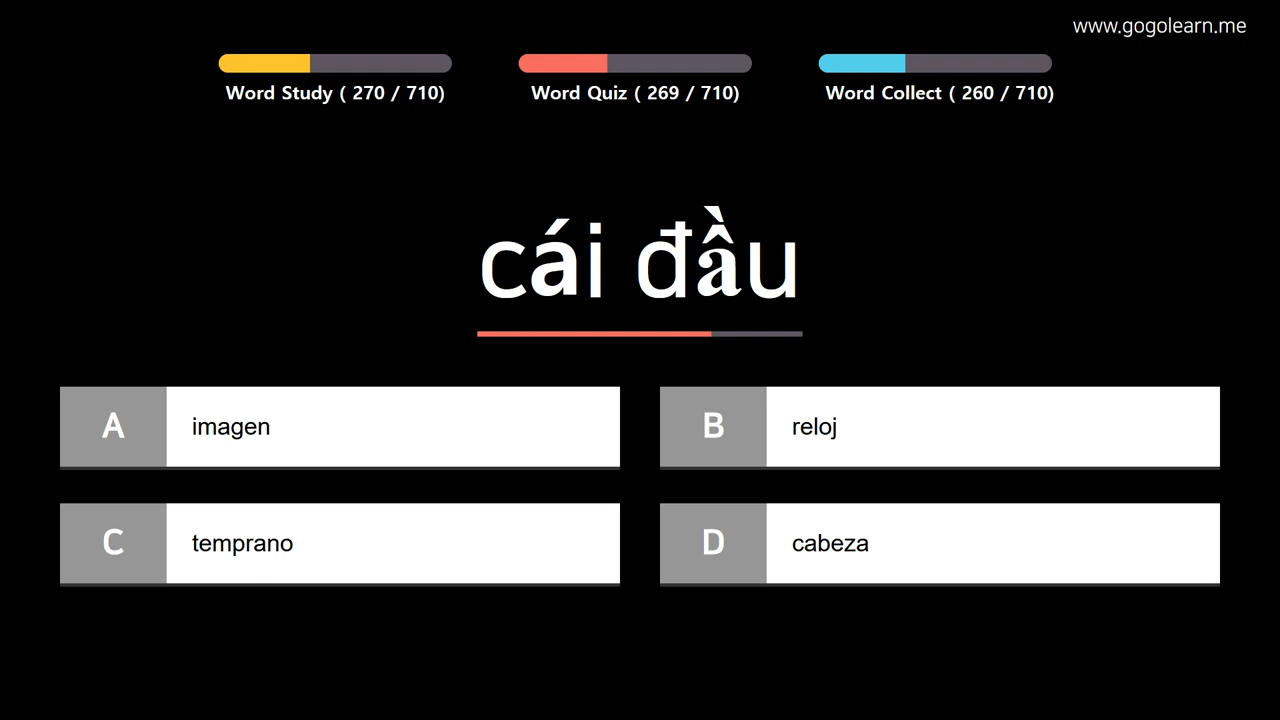 www.gogolearn.me
Word Study ( 270 / 710)
Word Quiz ( 269 / 710)
Word Collect ( 260 / 710)
cái đầu
A imagen
B reloj
C temprano
D cabeza